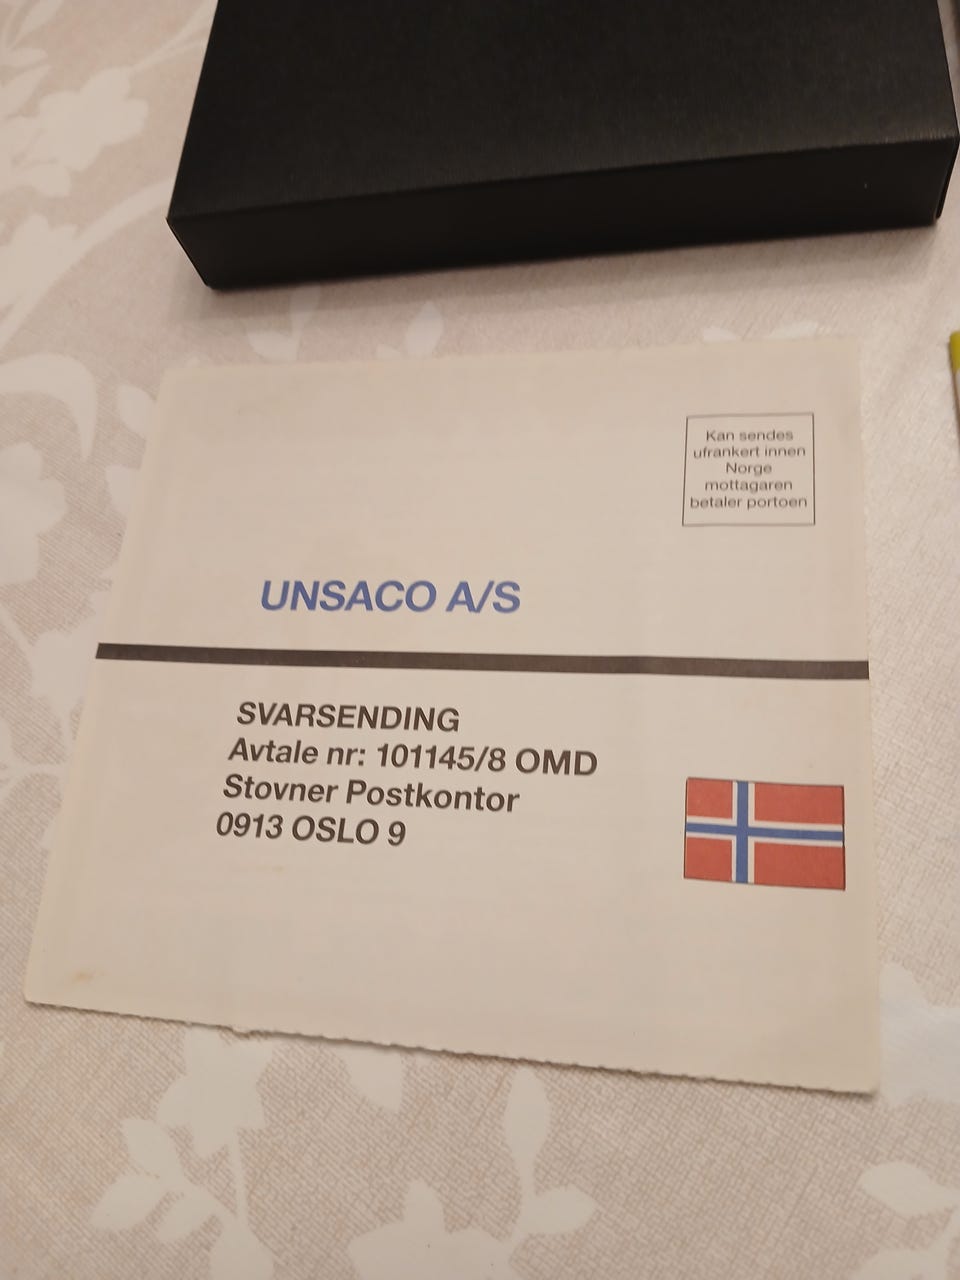 Kan sendes
ufrankert innen
Norge
mottagaren
betaler portoen
UNSACO A/S
SVARSENDING
Avtale nr: 101145/8 OMD
Stovner Postkontor
0913 OSLO 9